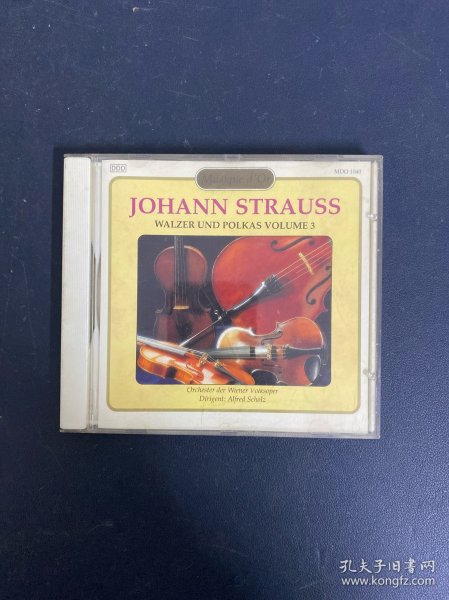 DDD
Musique d'Or
MDO 1040
JOHANN STRAUSS
WALZER UND POLKAS VOLUME 3
Orchester der Wiener Volksoper
Dirigent: Alfred Scholz
孔夫子旧书网
www.kongfz.com